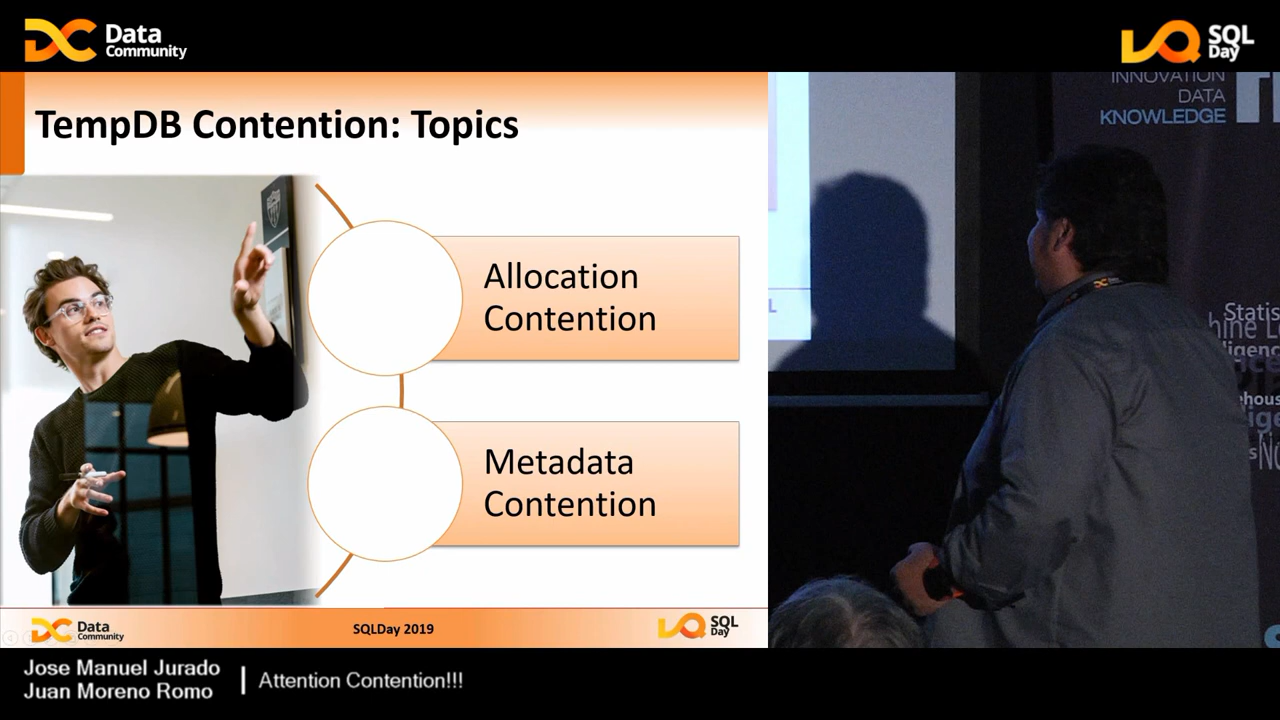 Data
Community
SQL
Day
TempDB Contention: Topics
Allocation
Contention
Metadata
Contention
Data
Community
SQLDay 2019
SQL
Day
INNOVATION
DATA
KNOWLEDGE
Jose Manuel Jurado
Juan Moreno Romo
Attention Contention!!!